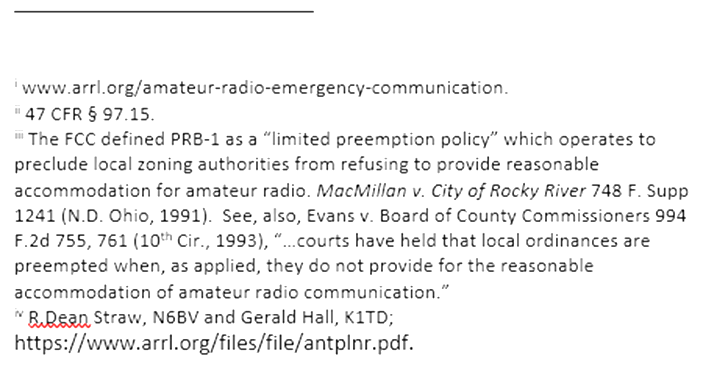 i www.arrl.org/amateur-radio-emergency-communication.
ii 47 CFR § 97.15.
iii The FCC defined PRB-1 as a “limited preemption policy” which operates to
preclude local zoning authorities from refusing to provide reasonable
accommodation for amateur radio. MacMillan v. City of Rocky River 748 F. Supp
1241 (N.D. Ohio, 1991).  See, also, Evans v. Board of County Commissioners 994
F.2d 755, 761 (10th Cir., 1993), “…courts have held that local ordinances are
preempted when, as applied, they do not provide for the reasonable
accommodation of amateur radio communication.”
iv R.Dean Straw, N6BV and Gerald Hall, K1TD;
https://www.arrl.org/files/file/antplnr.pdf.